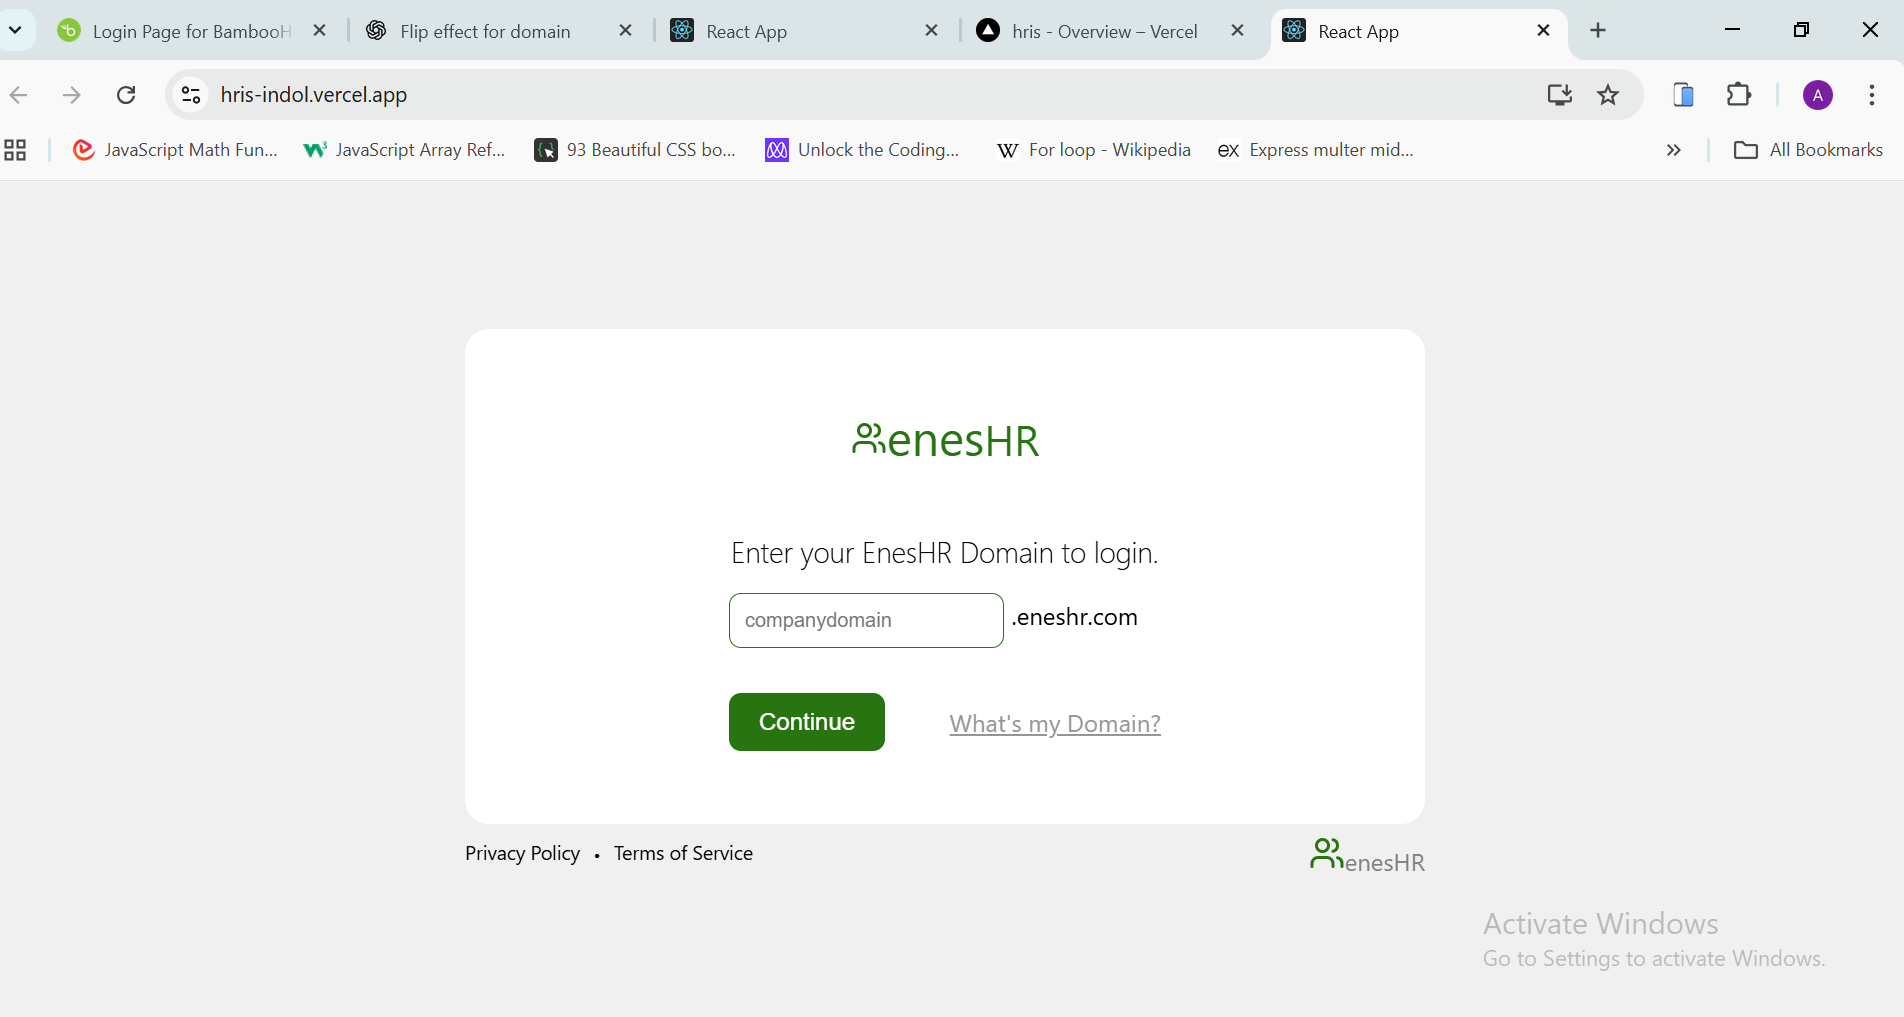 Login Page for BambooH
Flip effect for domain
React App
hris - Overview – Vercel
React App
hris-indol.vercel.app
A
JavaScript Math Fun...
W3 JavaScript Array Ref...
93 Beautiful CSS bo...
Unlock the Coding...
W For loop - Wikipedia
ex Express multer mid...
All Bookmarks
enesHR
Enter your EnesHR Domain to login.
companydomain .eneshr.com
Continue
What's my Domain?
Privacy Policy • Terms of Service
enesHR
Activate Windows
Go to Settings to activate Windows.